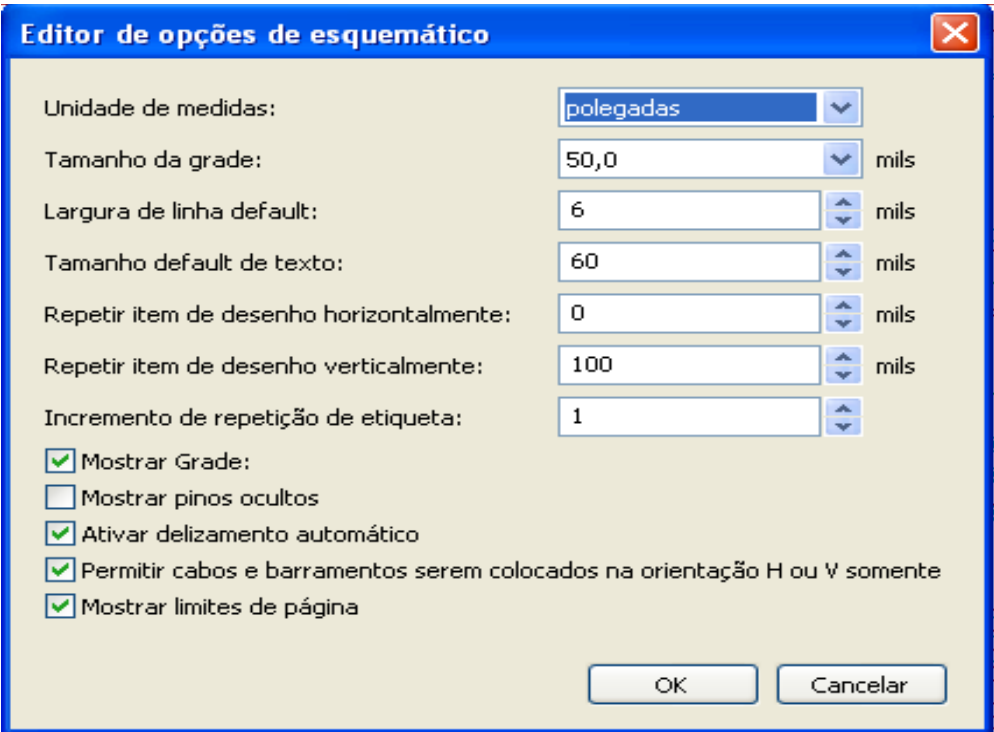 Editor de opções de esquemático
Unidade de medidas: polegadas
Tamanho da grade: 50,0 mils
Largura de linha default: 6 mils
Tamanho default de texto: 60 mils
Repetir item de desenho horizontalmente: 0 mils
Repetir item de desenho verticalmente: 100 mils
Incremento de repetição de etiqueta: 1
Mostrar Grade:
Mostrar pinos ocultos
Ativar delizamento automático
Permitir cabos e barramentos serem colocados na orientação H ou V somente
Mostrar limites de página
OK Cancelar